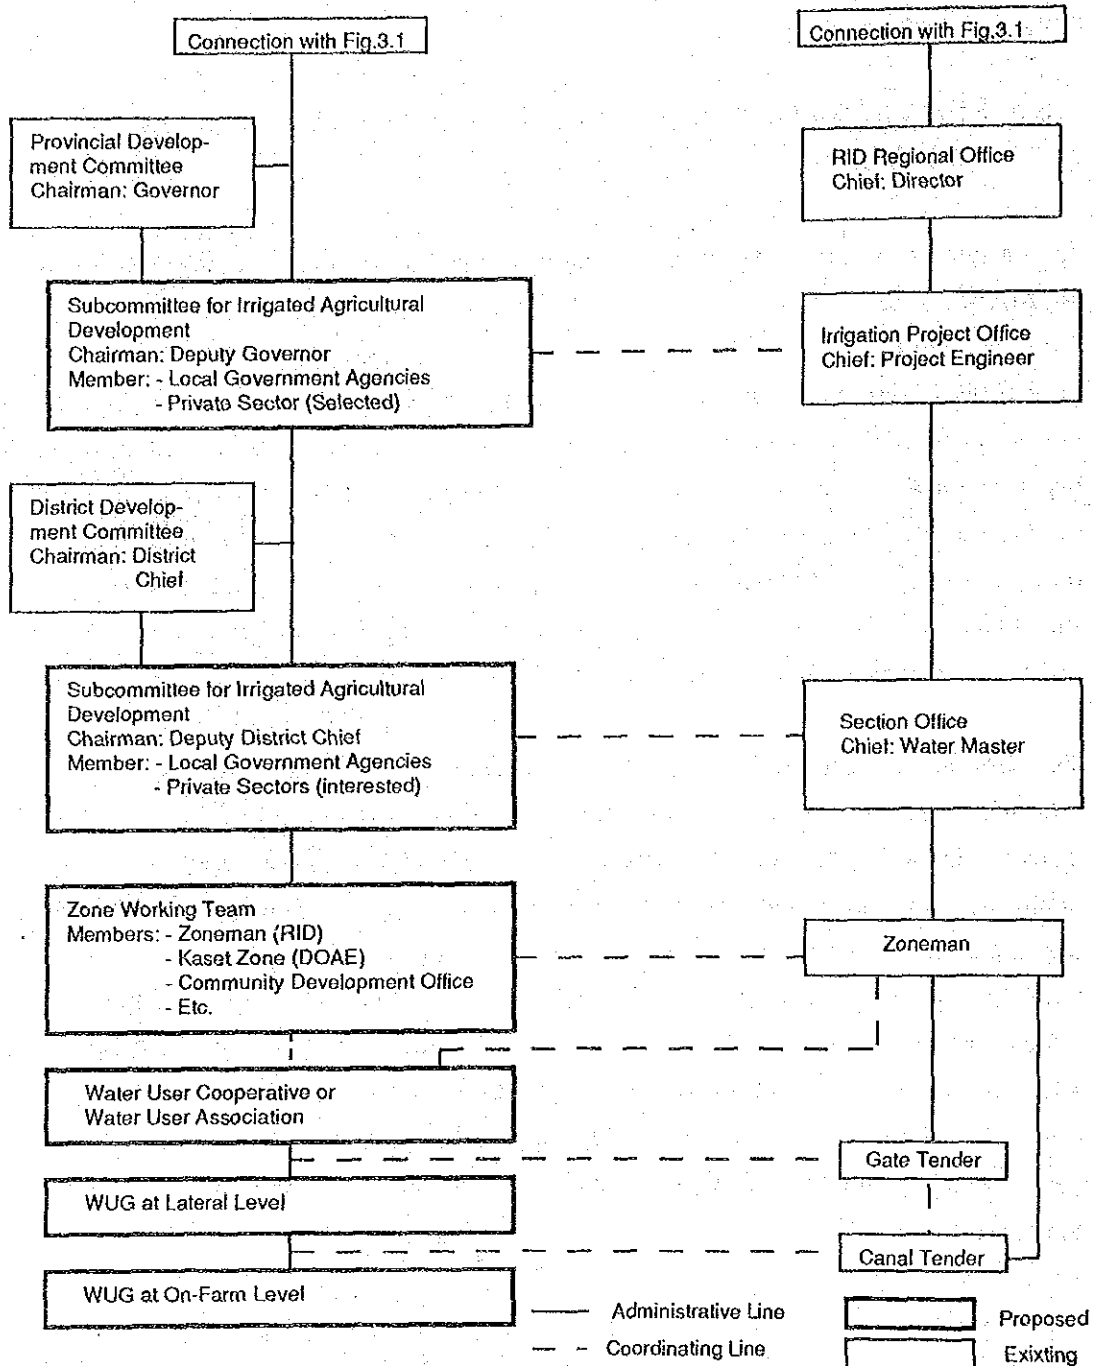 Connection with Fig.3.1
Connection with Fig.3.1
Provincial Develop-
ment Committee
Chairman: Governor
RID Regional Office
Chief: Director
Subcommittee for Irrigated Agricultural
Development
Chairman: Deputy Governor
Member: - Local Government Agencies
- Private Sector (Selected)
Irrigation Project Office
Chief: Project Engineer
District Develop-
ment Committee
Chairman: District
Chief
Subcommittee for Irrigated Agricultural
Development
Chairman: Deputy District Chief
Member: - Local Government Agencies
- Private Sectors (interested)
Section Office
Chief: Water Master
Zone Working Team
Members: - Zoneman (RID)
- Kaset Zone (DOAE)
- Community Development Office
- Etc.
Zoneman
Water User Cooperative or
Water User Association
Gate Tender
WUG at Lateral Level
Canal Tender
WUG at On-Farm Level
Administrative Line
Proposed
Coordinating Line
Exixting